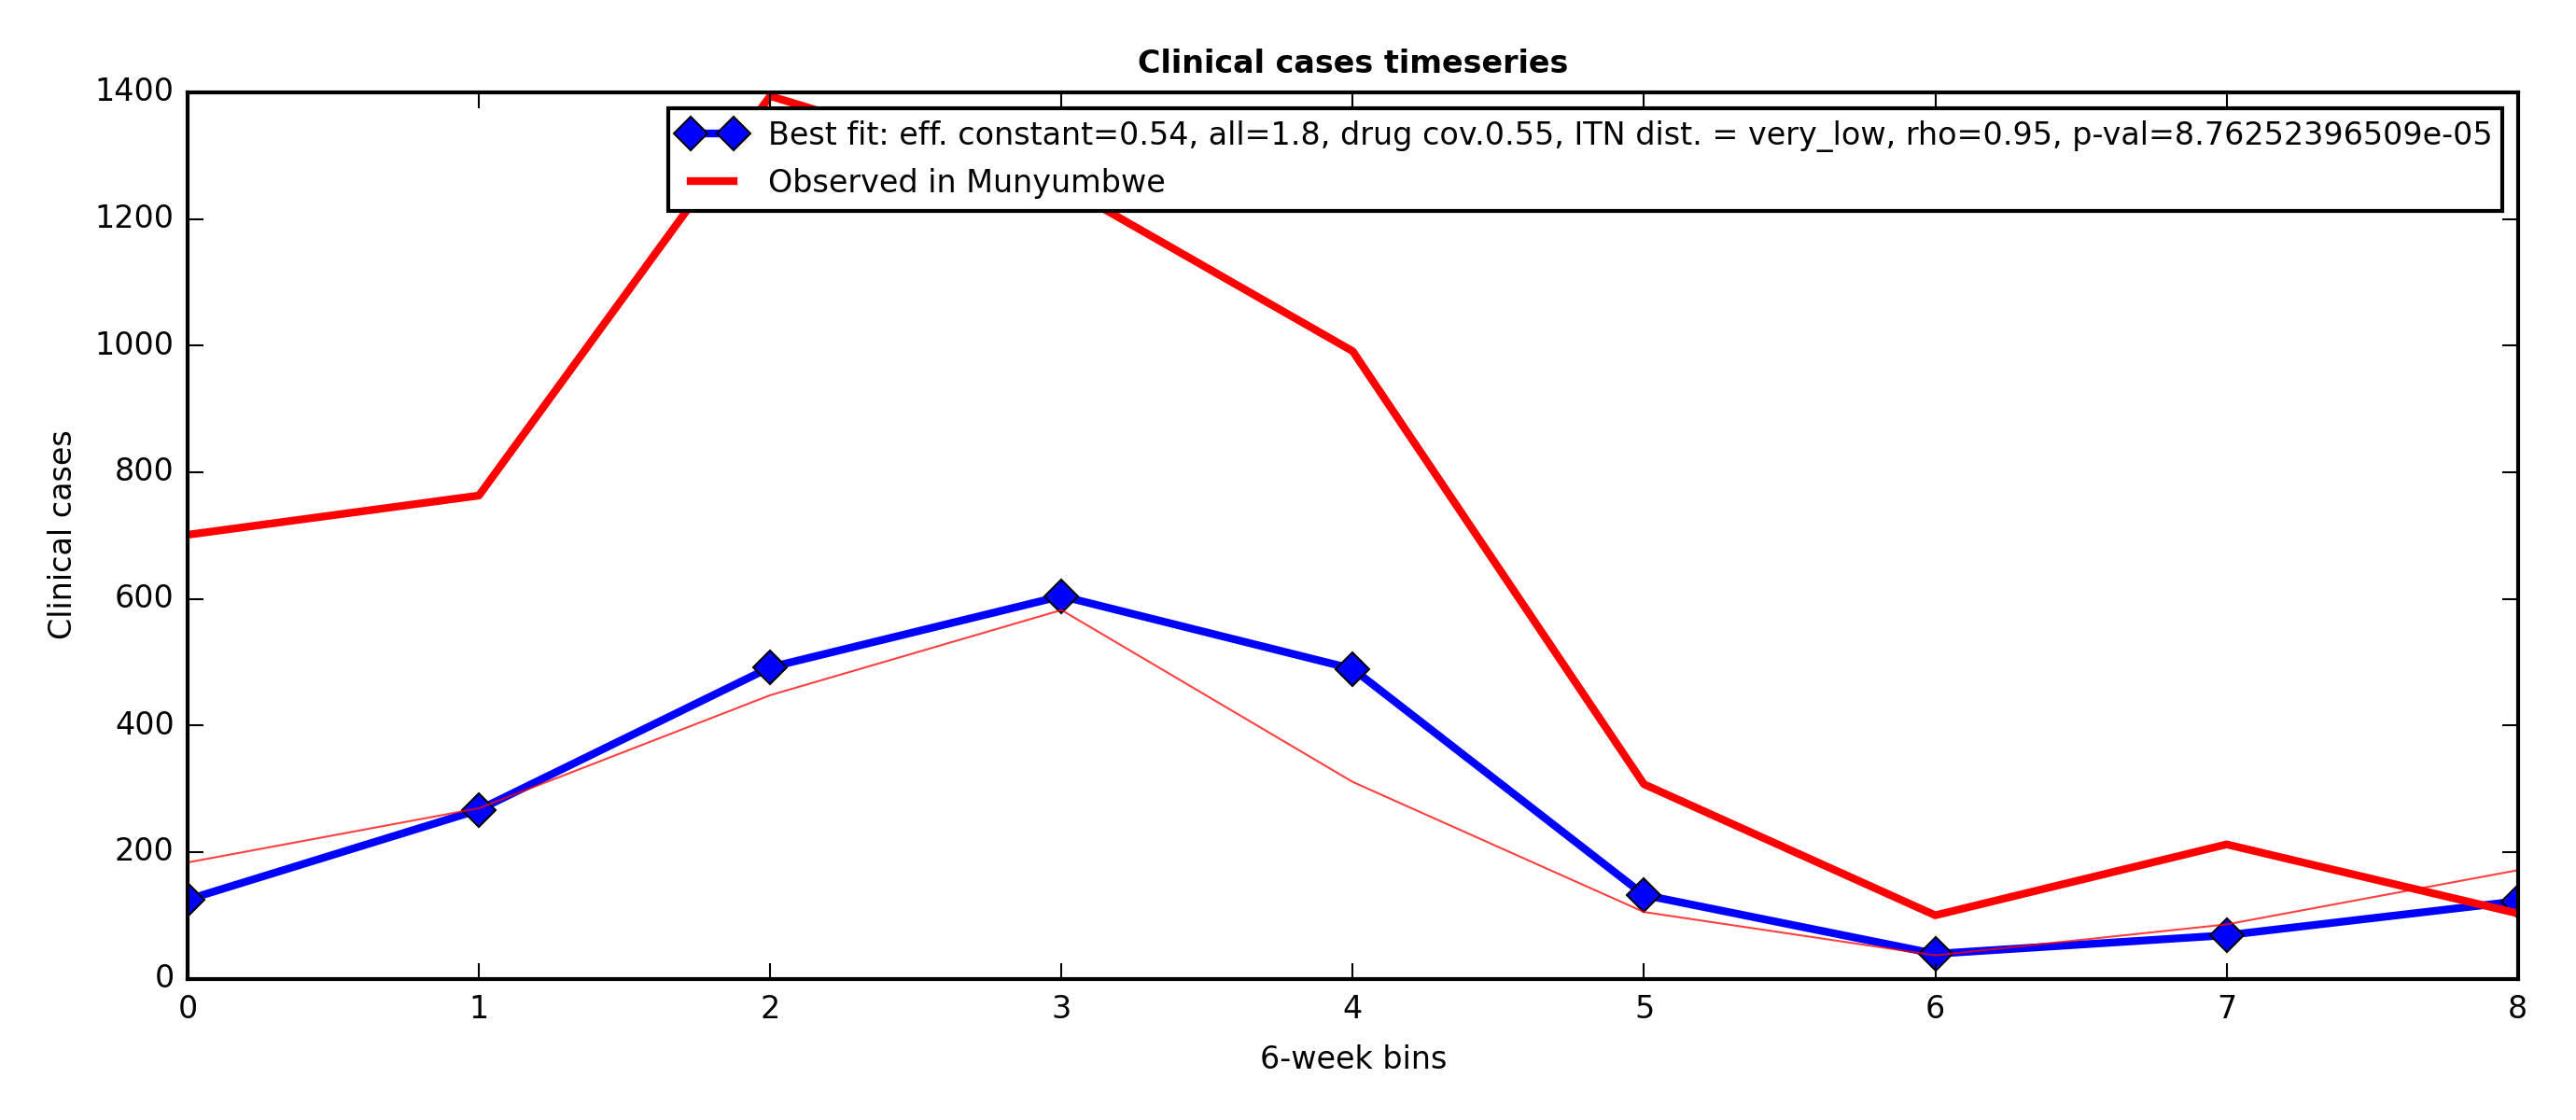 Clinical cases timeseries
1400
1200
1000
800
600
400
200
0
Clinical cases
Best fit: eff. constant=0.54, all=1.8, drug cov.0.55, ITN dist. = very_low, rho=0.95, p-val=8.76252396509e-05
Observed in Munyumbwe
0 1 2 3 4 5 6 7 8
6-week bins